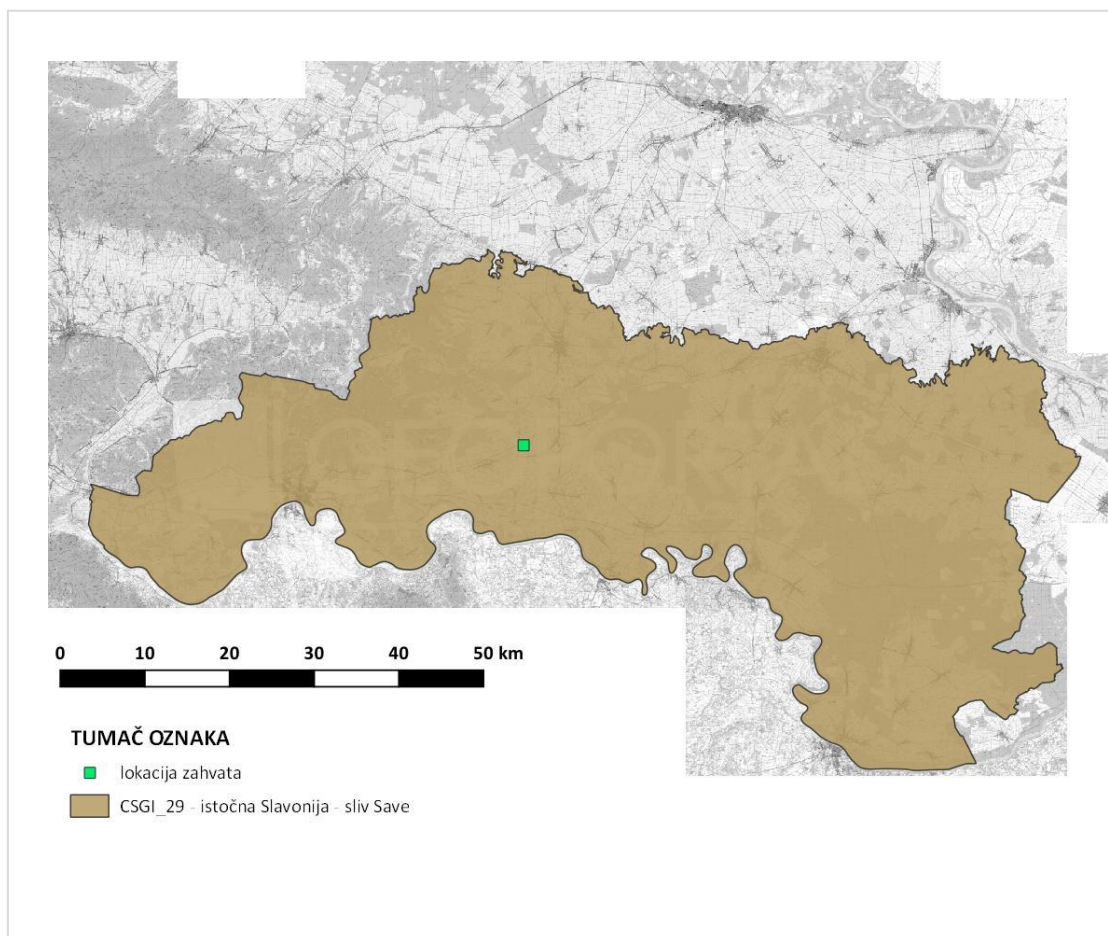 0 10 20 30 40 50 km
TUMAČ OZNAKA
lokacija zahvata
CSGI_29 - istočna Slavonija - sliv Save